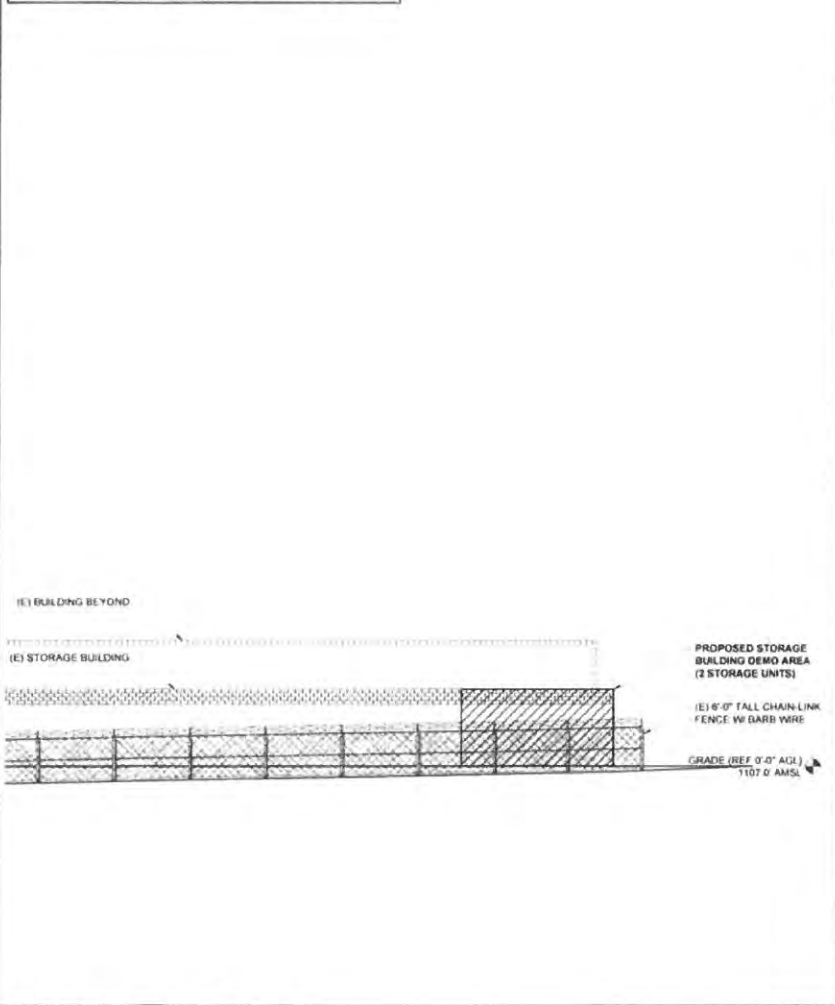 (E) BUILDING BEYOND
(E) STORAGE BUILDING
PROPOSED STORAGE
BUILDING DEMO AREA
(2 STORAGE UNITS)
(E) 6'-0" TALL CHAIN-LINK
FENCE W/ BARB WIRE
GRADE (REF 0'-0" AGL)
1107.0' AMSL